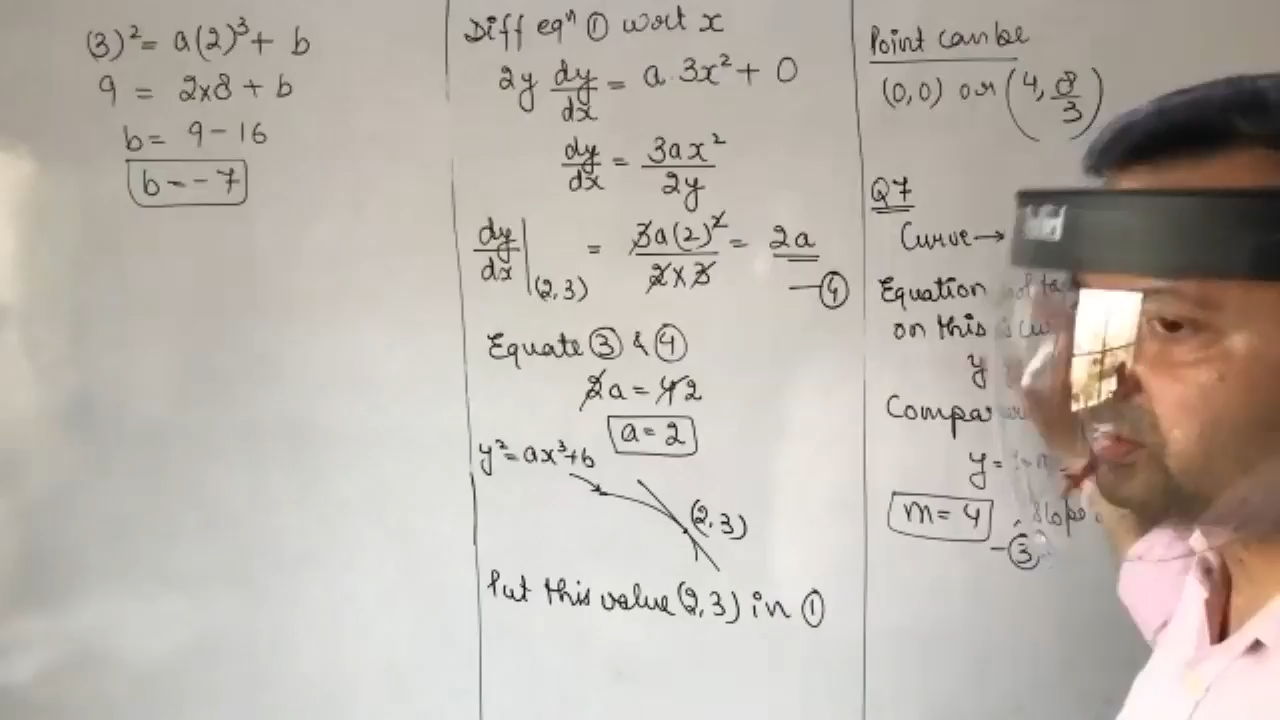 (3)² = a(2)³ + b
9 = 2x8 + b
b = 9 - 16
b = -7
Diff eqⁿ ① wrt x
2y dy/dx = a 3x² + 0
dy/dx = 3ax²/2y
dy/dx|(2,3) = 3a(2)²/2x3 = 2a
—④
Equate ③ & ④
2a = 4 2
a = 2
y² = ax³ + b
(2,3)
Put this value (2,3) in ①
Point can be
(0,0) or (4, 8/3)
Q7
Curve →
Equation
on this
y
Compar
y =
m = 4 , slope
—③